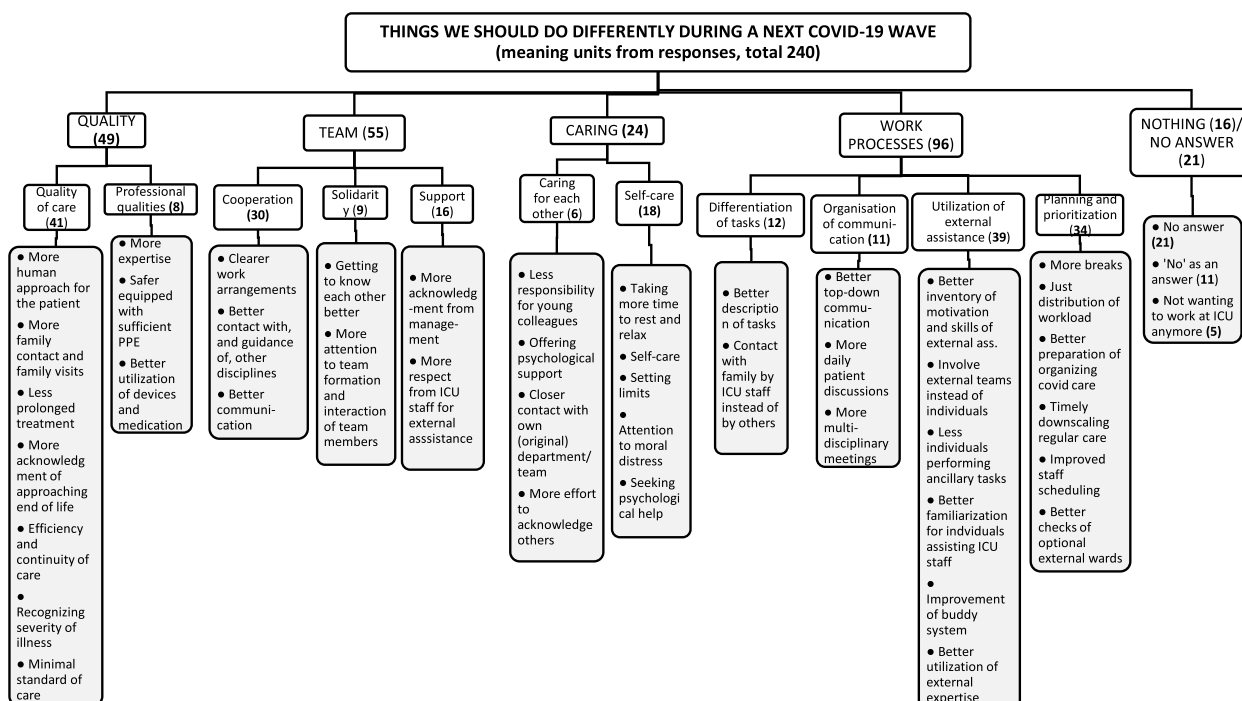 THINGS WE SHOULD DO DIFFERENTLY DURING A NEXT COVID-19 WAVE
(meaning units from responses, total 240)
QUALITY
(49)
TEAM (55)
CARING (24)
WORK
PROCESSES (96)
NOTHING (16)/
NO ANSWER
(21)
Quality
of care
(41)
Professional
qualities (8)
Cooperation
(30)
Solidarit
y (9)
Support
(16)
Caring
for each
other (6)
Self-care
(18)
Differentiation
of tasks (12)
Organisation
of communi-
cation (11)
Utilization of
external
assistance (39)
Planning and
prioritization
(34)
● More
human
approach for
the patient
● More
family
contact and
family visits
● Less
prolonged
treatment
● More
acknowledg
ment of
approaching
end of life
● Efficiency
and
continuity of
care
●
Recognizing
severity of
illness
● Minimal
standard of
care
● More
expertise
● Safer
equipped
with
sufficient
PPE
● Better
utilization
of devices
and
medication
● Clearer
work
arrangements
● Better
contact with,
and guidance
of, other
disciplines
● Better
communi-
cation
● Getting
to know
each other
better
● More
attention
to team
formation
and
interaction
of team
members
● More
acknowledg
-ment from
manage-
ment
● More
respect
from ICU
staff for
external
asssistance
● Less
responsibility
for young
colleagues
● Offering
psychological
support
● Closer
contact with
own
(original)
department/
team
● More effort
to
acknowledge
others
● Taking
more time
to rest and
relax
● Self-care
● Setting
limits
●
Attention
to moral
distress
● Seeking
psychologi
cal help
● Better
descriptio
n of tasks
● Contact
with
family by
ICU staff
instead of
by others
● Better
top-down
commu-
nication
● More
daily
patient
discussions
● More
multi-
disciplinary
meetings
● Better
inventory of
motivation
and skills of
external ass.
● Involve
external teams
instead of
individuals
● Less
individuals
performing
ancillary tasks
● Better
familiarization
for indviduals
assisting ICU
staff
●
Improvement
of buddy
system
● Better
utilization of
external
expertise
● More breaks
● Just
distribution of
workload
● Better
preparation of
organizing
covid care
● Timely
downscaling
regular care
● Improved
staff
scheduling
● Better
checks of
optional
external wards
● No answer
(21)
● 'No' as an
answer (11)
● Not wanting
to work at ICU
anymore (5)